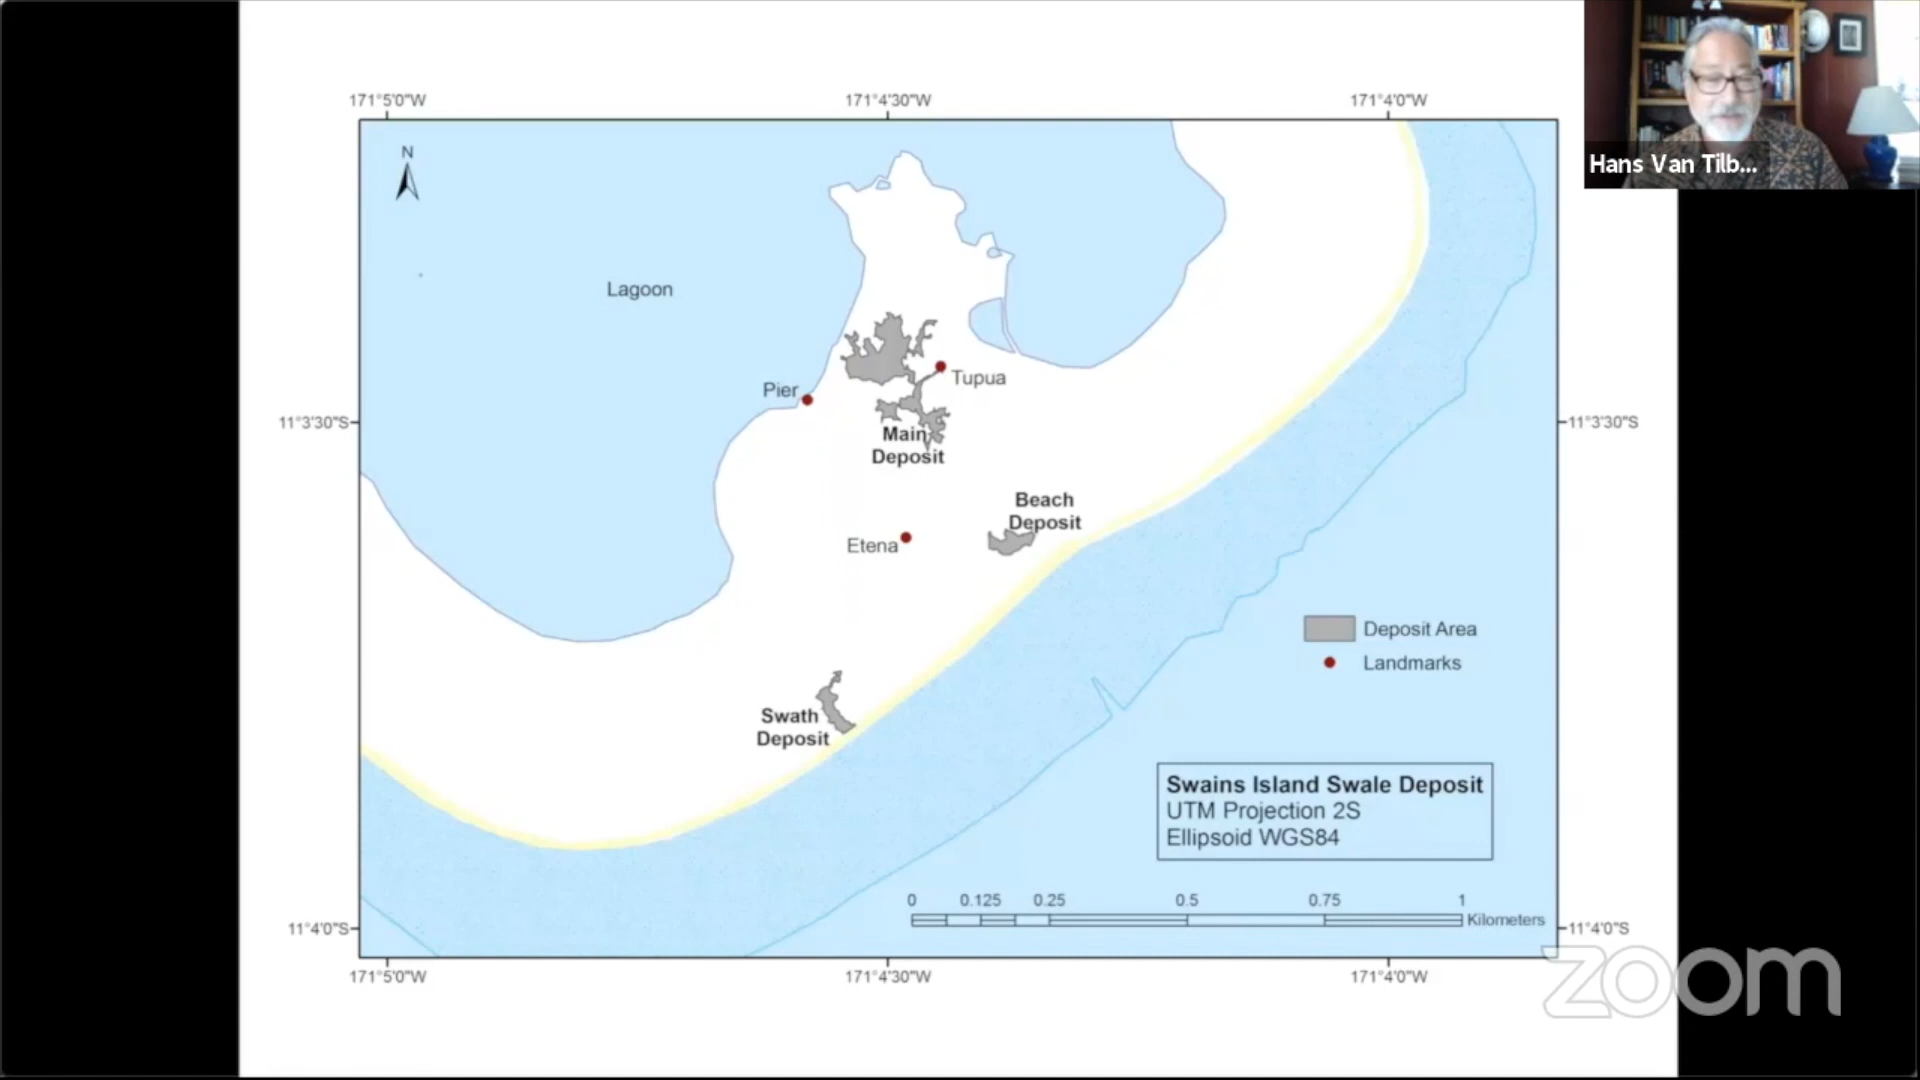 171°5'0"W
171°4'30"W
171°4'0"W
Hans Van Tilb...
N
Lagoon
Pier
Tupua
11°3'30"S
11°3'30"S
Main
Deposit
Beach
Deposit
Etena
Deposit Area
Landmarks
Swath
Deposit
Swains Island Swale Deposit
UTM Projection 2S
Ellipsoid WGS84
0 0.125 0.25 0.5 0.75 1
Kilometers
11°4'0"S
11°4'0"S
171°5'0"W
171°4'30"W
171°4'0"W
zoom